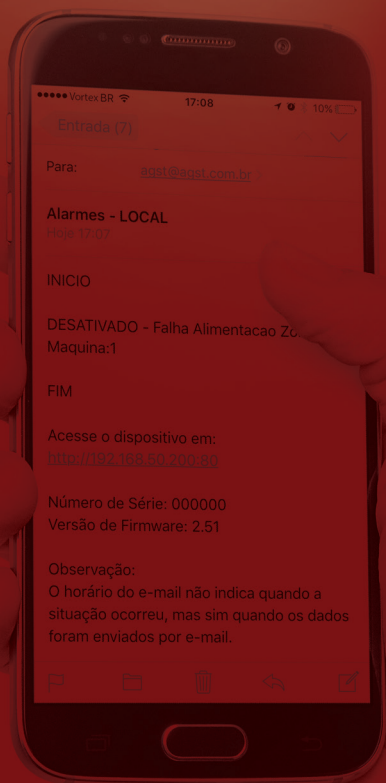 Vortex BR 17:08 10%
Entrada (7)
Para: agst@agst.com.br
Alarmes - LOCAL
Hoje 17:07
INICIO
DESATIVADO - Falha Alimentacao
Maquina:1
FIM
Acesse o dispositivo em:
http://192.168.50.200:80
Número de Série: 000000
Versão de Firmware: 2.51
Observação:
O horário do e-mail não indica quando a
situação ocorreu, mas sim quando os dados
foram enviados por e-mail.